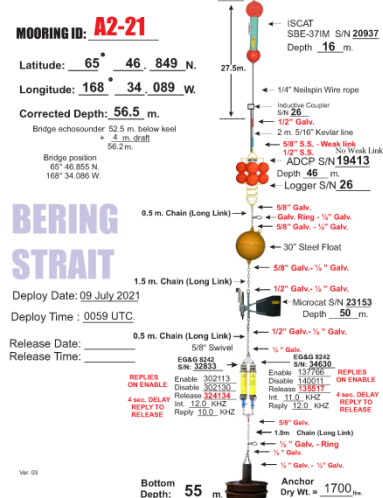 MOORING ID: A2-21
Latitude: 65° 46 . 849 N.
Longitude: 168° 34 . 089 W.
Corrected Depth: 56.5 m.
Bridge echosounder 52.5 m. below keel
+ 4 m. draft
56.2m.
Bridge position
65° 46.855 N.
168° 34.086 W.
BERING
STRAIT
Deploy Date: 09 July 2021
Deploy Time : 0059 UTC.
Release Date:
Release Time:
Ver. 03
ISCAT
SBE-37IM S/N 20937
Depth 16 m.
27.5m.
1/4" Neilspin Wire rope
Inductive Coupler
S/N 26
1/2" Galv.
2 m. 5/16" Kevlar line
5/8" S.S. - Weak link
No Weak Link
1/2" S.S.
ADCP S/N 19413
Depth 46 m.
Logger S/N 26
5/8" Galv.
0.5 m. Chain (Long Link)
Galv. Ring - ½" Galv.
5/8" Galv. - ½" Galv.
30" Steel Float
5/8" Galv.- ½ " Galv.
1.5 m. Chain (Long Link)
1/2" Galv.- ½ " Galv.
Microcat S/N 23153
Depth 50 m.
1/2" Galv.- ½ " Galv.
0.5 m. Chain (Long Link)
5/8" Swivel
½ " Galv.
EG&G 8242
S/N: 32833
REPLIES
ON ENABLE
4 sec. DELAY
REPLY TO
RELEASE
Enable 302113
Disable 302130
Release 324134
Int. 12.0 KHZ
Reply 10.0 KHZ
EG&G 8242
S/N: 34630
Enable 137766
Disable 140011
Release 135517
Int. 11.0 KHZ
Reply 12.0 KHZ
REPLIES
ON ENABLE
4 sec. DELAY
REPLY TO
RELEASE
5/8" Galv.
1.0m Chain (Long Link)
½ " Galv. - Ring
½ " Galv.
½ " Galv. - ½" Galv.
Bottom
Depth: 55 m.
Anchor
Dry Wt. = 1700 lbs.